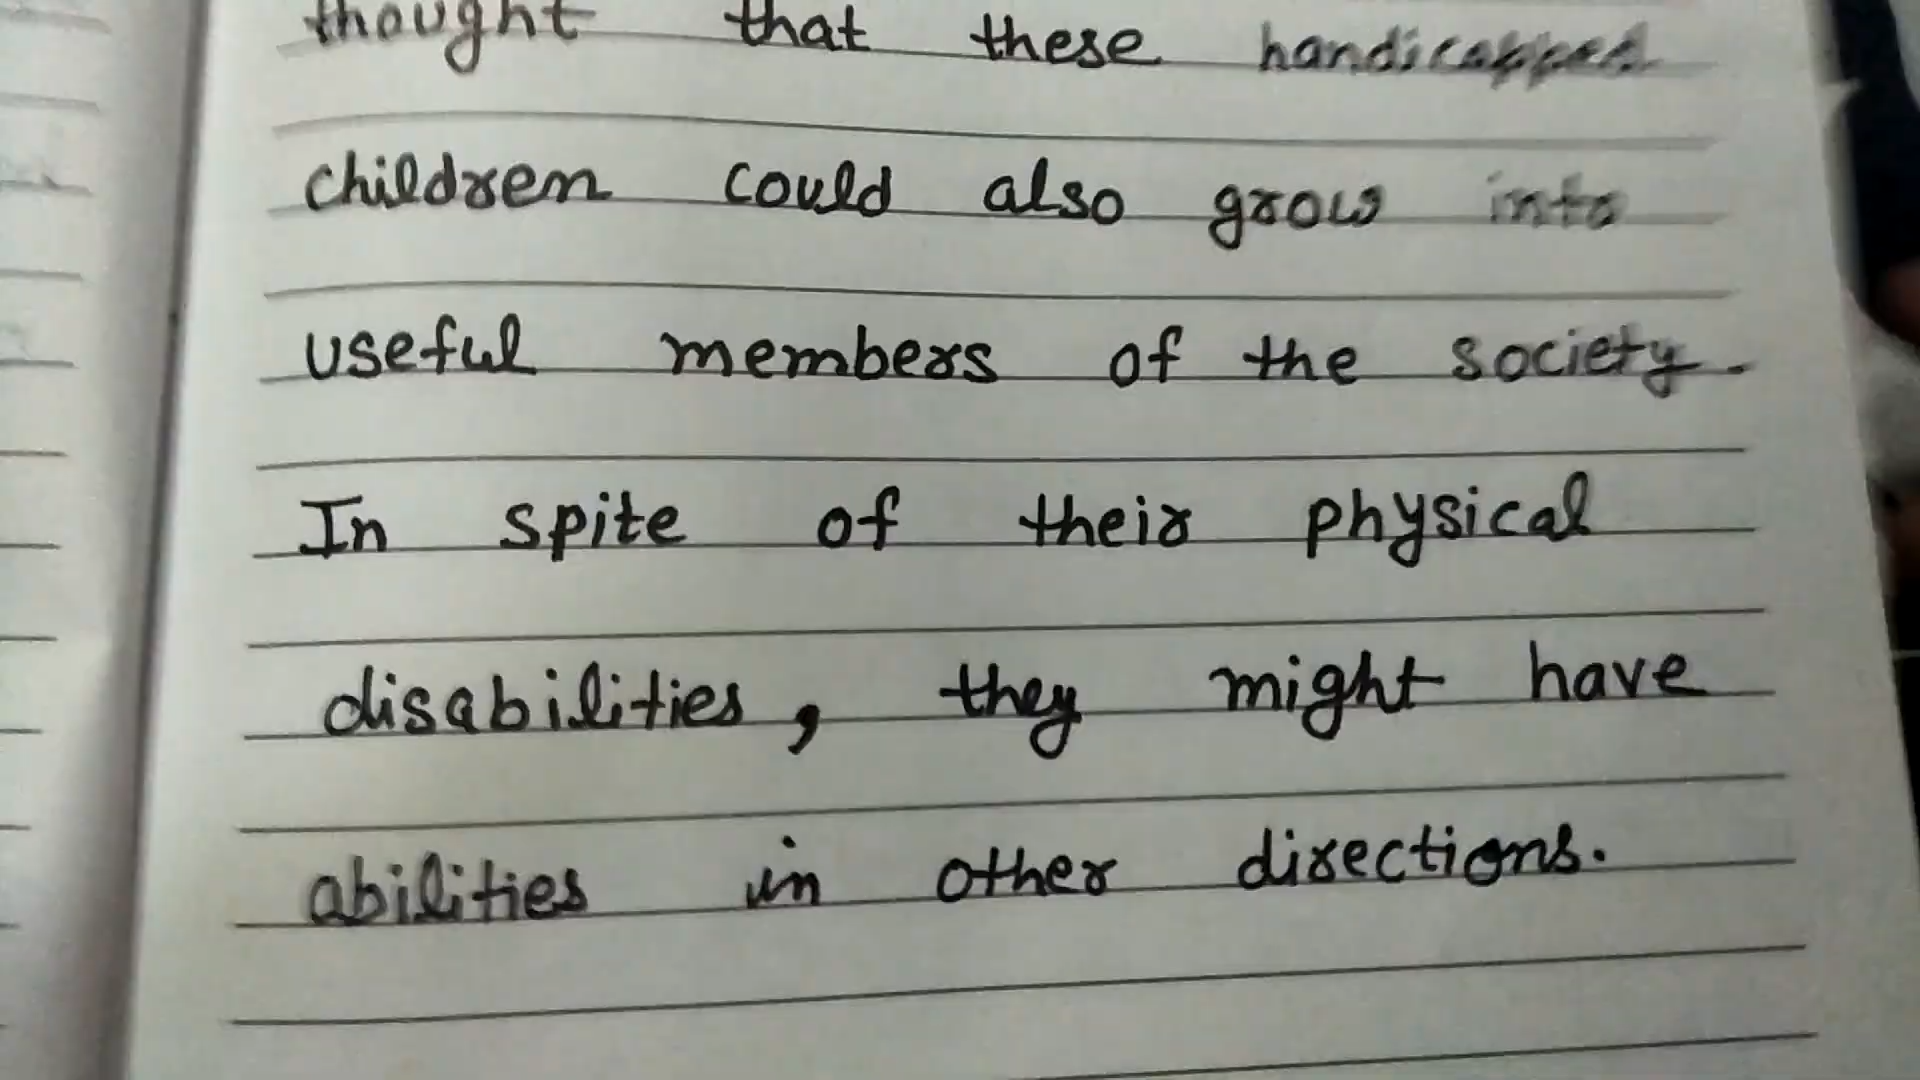 thought that these handicapped
children could also grow into
useful members of the society.
In spite of their physical
disabilities, they might have
abilities in other directions.